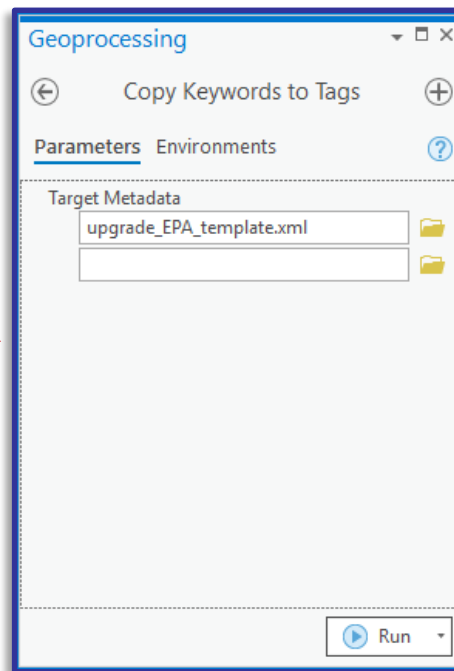 Geoprocessing
Copy Keywords to Tags
Parameters Environments
Target Metadata
upgrade_EPA_template.xml
Run